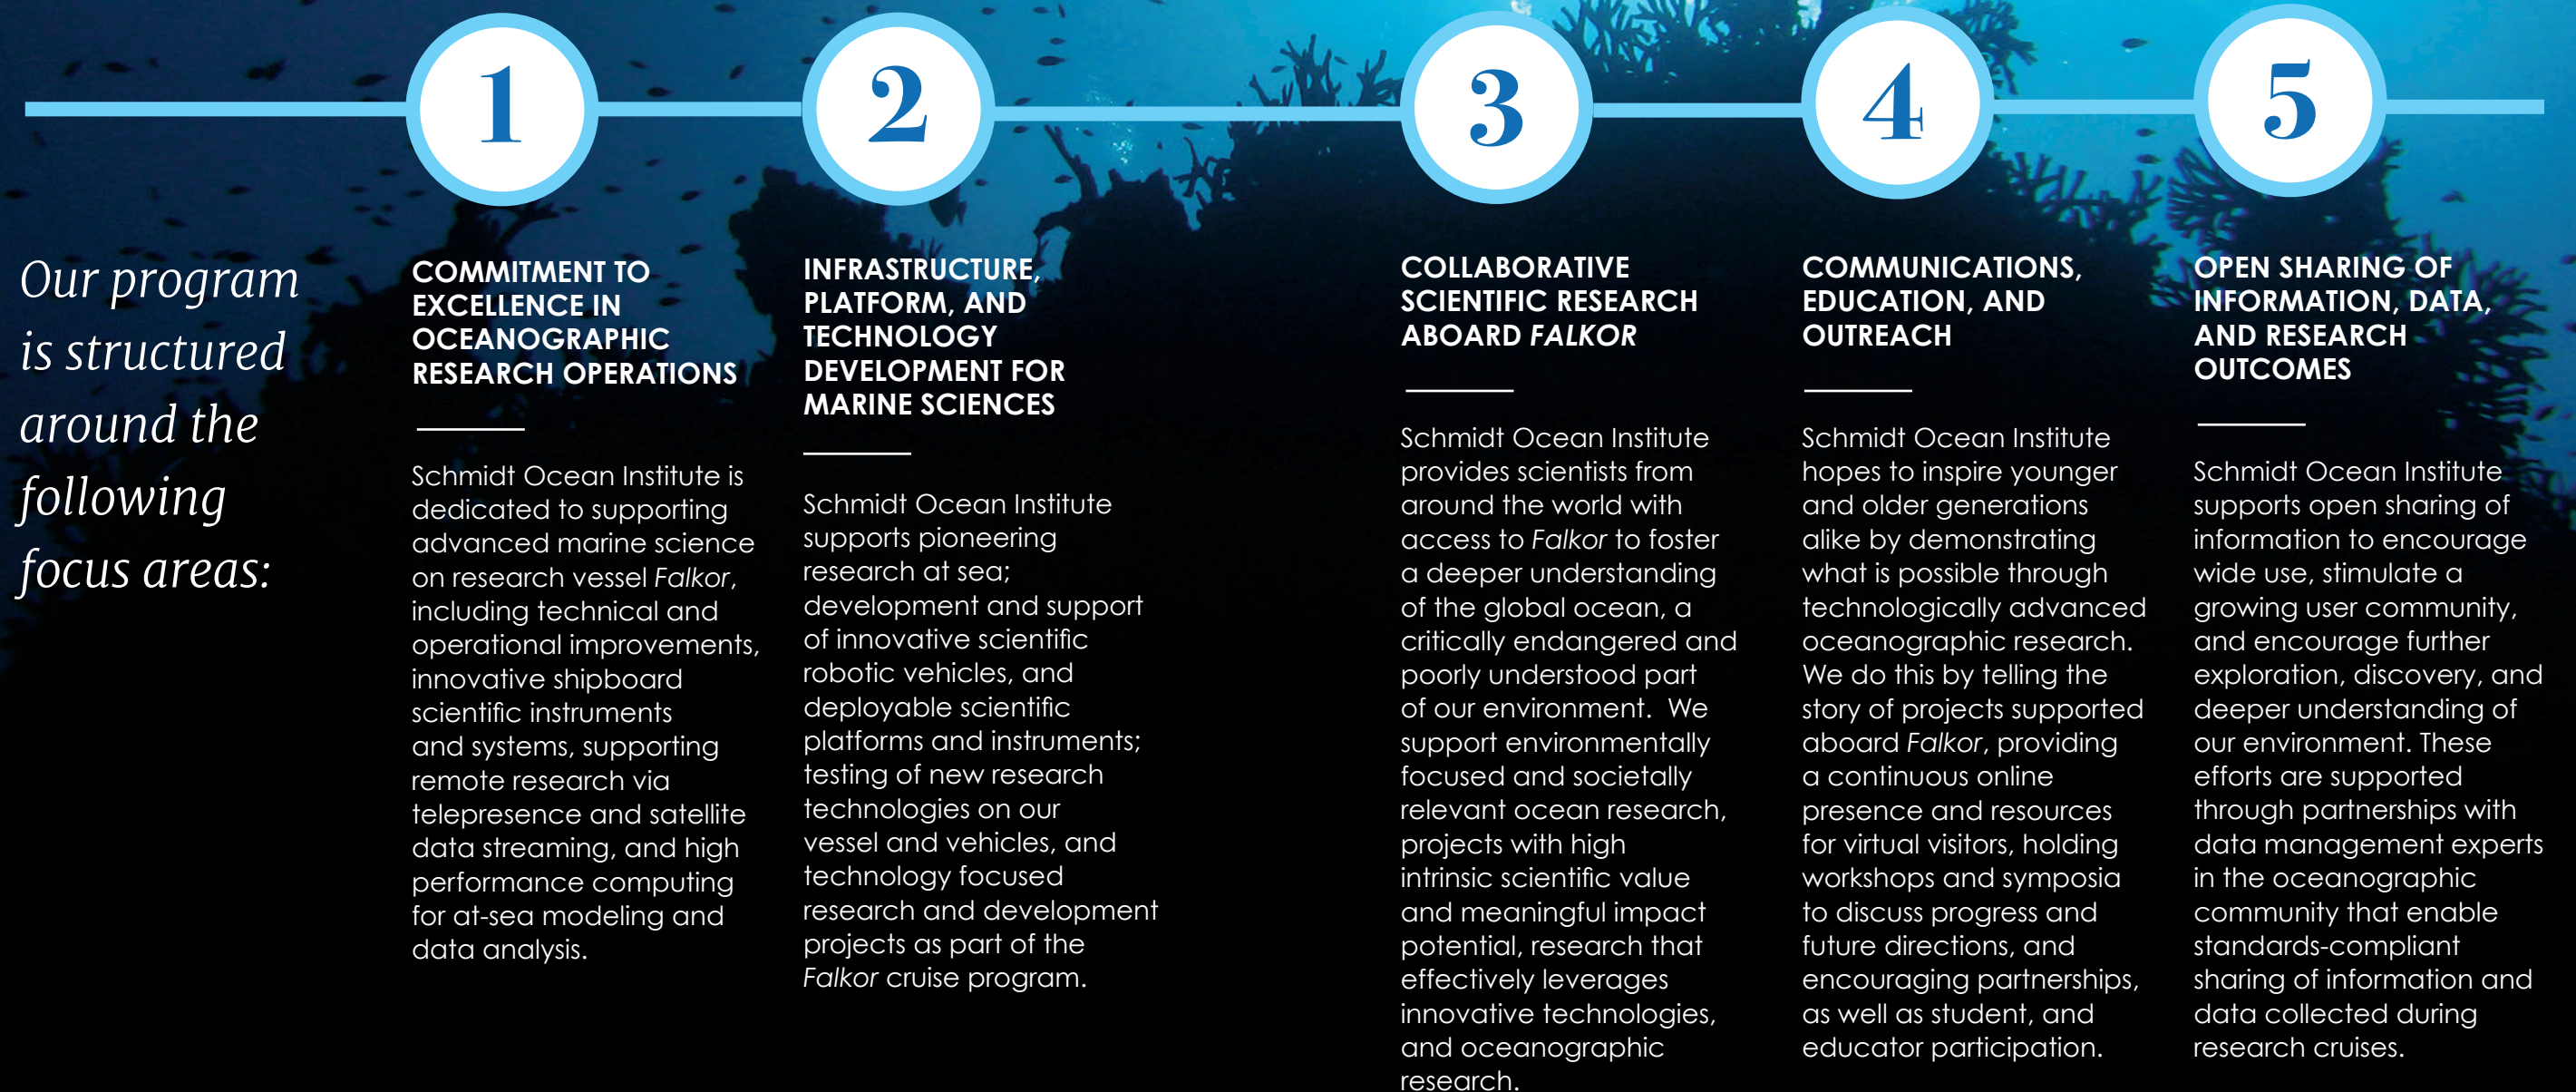 1
2
3
4
5
Our program
is structured
around the
following
focus areas:
COMMITMENT TO
EXCELLENCE IN
OCEANOGRAPHIC
RESEARCH OPERATIONS
Schmidt Ocean Institute is
dedicated to supporting
advanced marine science
on research vessel Falkor,
including technical and
operational improvements,
innovative shipboard
scientific instruments
and systems, supporting
remote research via
telepresence and satellite
data streaming, and high
performance computing
for at-sea modeling and
data analysis.
INFRASTRUCTURE,
PLATFORM, AND
TECHNOLOGY
DEVELOPMENT FOR
MARINE SCIENCES
Schmidt Ocean Institute
supports pioneering
research at sea;
development and support
of innovative scientific
robotic vehicles, and
deployable scientific
platforms and instruments;
testing of new research
technologies on our
vessel and vehicles, and
technology focused
research and development
projects as part of the
Falkor cruise program.
COLLABORATIVE
SCIENTIFIC RESEARCH
ABOARD FALKOR
Schmidt Ocean Institute
provides scientists from
around the world with
access to Falkor to foster
a deeper understanding
of the global ocean, a
critically endangered and
poorly understood part
of our environment.  We
support environmentally
focused and societally
relevant ocean research,
projects with high
intrinsic scientific value
and meaningful impact
potential, research that
effectively leverages
innovative technologies,
and oceanographic
research.
COMMUNICATIONS,
EDUCATION, AND
OUTREACH
Schmidt Ocean Institute
hopes to inspire younger
and older generations
alike by demonstrating
what is possible through
technologically advanced
oceanographic research.
We do this by telling the
story of projects supported
aboard Falkor, providing
a continuous online
presence and resources
for virtual visitors, holding
workshops and symposia
to discuss progress and
future directions, and
encouraging partnerships,
as well as student, and
educator participation.
OPEN SHARING OF
INFORMATION, DATA,
AND RESEARCH
OUTCOMES
Schmidt Ocean Institute
supports open sharing of
information to encourage
wide use, stimulate a
growing user community,
and encourage further
exploration, discovery, and
deeper understanding of
our environment. These
efforts are supported
through partnerships with
data management experts
in the oceanographic
community that enable
standards-compliant
sharing of information and
data collected during
research cruises.